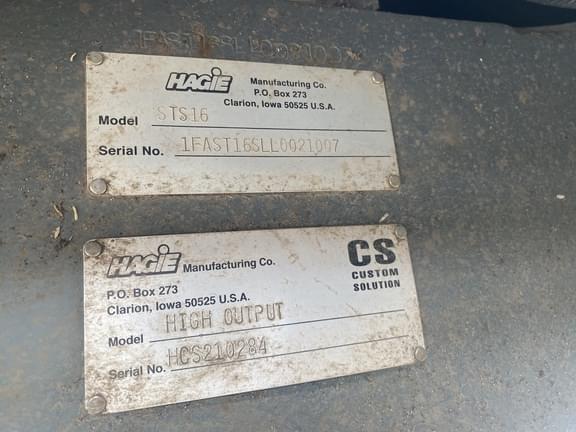 1FAST16SLL0021007
HAGIE Manufacturing Co.
P.O. Box 273
Clarion, Iowa 50525 U.S.A.
Model STS16
Serial No. 1FAST16SLL0021007
HAGIE Manufacturing Co.
P.O. Box 273
Clarion, Iowa 50525 U.S.A.
Model HIGH OUTPUT
Serial No. HCS210284
CS
CUSTOM
SOLUTION